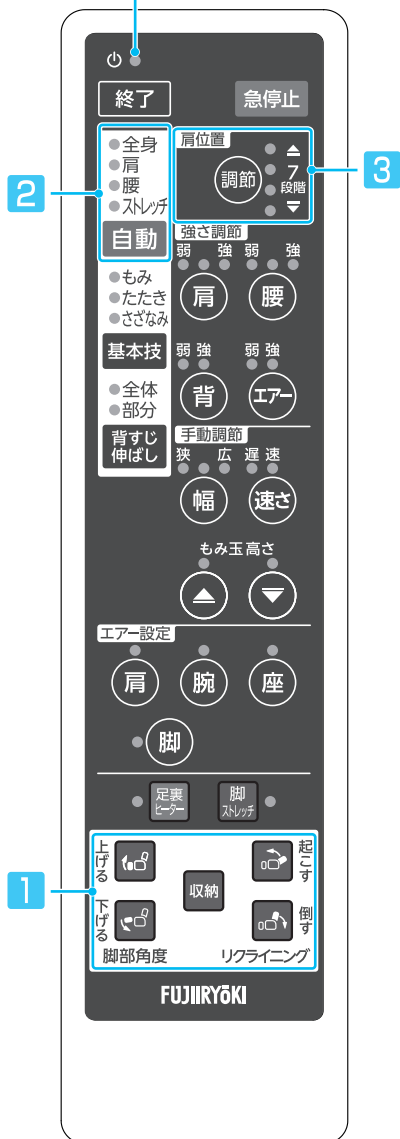 終了 急停止
全身
肩
腰
ストレッチ
自動
2
肩位置
調節
7
段階
3
もみ
たたき
さざなみ
基本技
全体
部分
背すじ
伸ばし
強さ調節
弱 強 弱 強
肩 腰
弱 強 弱 強
背 エアー
手動調節
狭 広 遅 速
幅 速さ
もみ玉高さ
エアー設定
肩 腕 座
脚
足裏
ヒーター
脚
ストレッチ
1
上げる
下げる
脚部角度
収納
起こす
倒す
リクライニング
FUJIIRYōKI